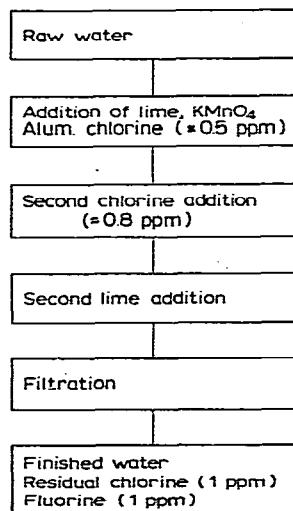 Raw water
Addition of lime, KMnO4
Alum. chlorine (≈0.5 ppm)
Second chlorine addition
(=0.8 ppm)
Second lime addition
Filtration
Finished water
Residual chlorine (1 ppm)
Fluorine (1 ppm)